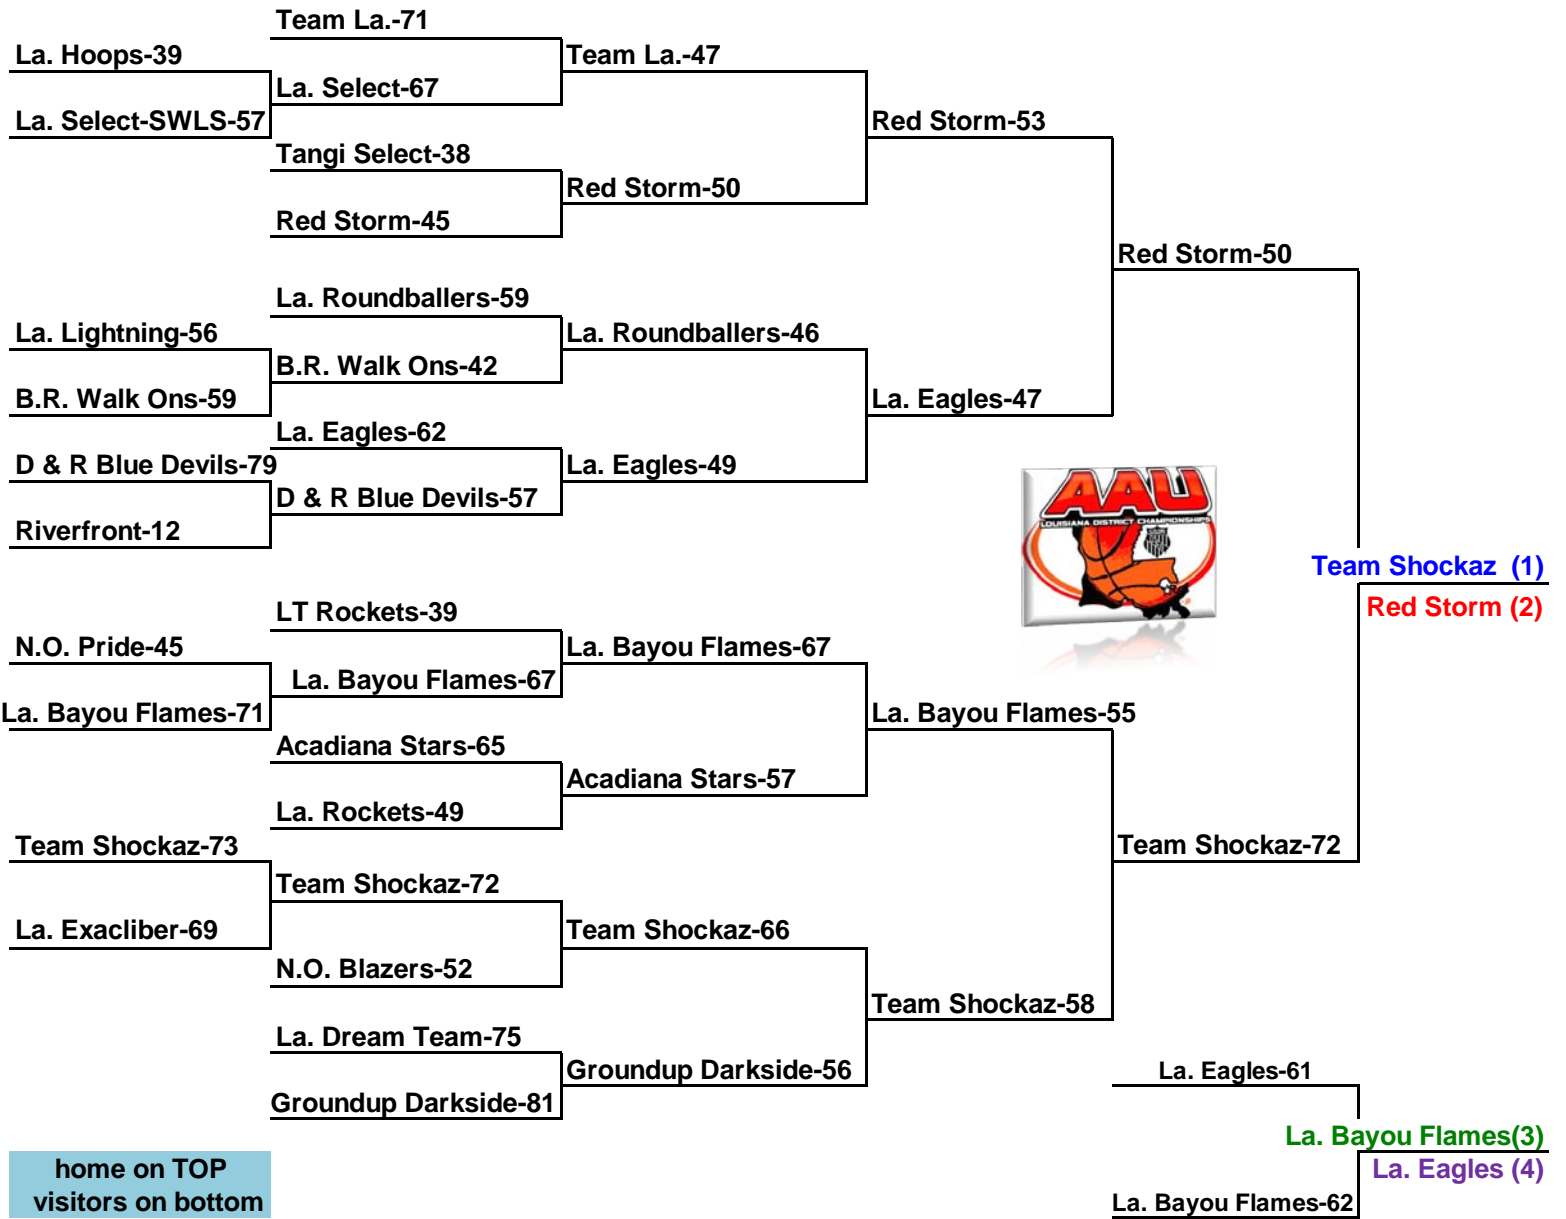 Team La.-71
La. Hoops-39
Team La.-47
La. Select-67
La. Select-SWLS-57
Red Storm-53
Tangi Select-38
Red Storm-50
Red Storm-45
Red Storm-50
La. Roundballers-59
La. Lightning-56
La. Roundballers-46
B.R. Walk Ons-42
B.R. Walk Ons-59
La. Eagles-47
La. Eagles-62
D & R Blue Devils-79
La. Eagles-49
D & R Blue Devils-57
Riverfront-12
AAU
LOUISIANA DISTRICT CHAMPIONSHIPS
Team Shockaz (1)
Red Storm (2)
LT Rockets-39
N.O. Pride-45
La. Bayou Flames-67
La. Bayou Flames-67
La. Bayou Flames-71
La. Bayou Flames-55
Acadiana Stars-65
Acadiana Stars-57
La. Rockets-49
Team Shockaz-73
Team Shockaz-72
Team Shockaz-72
La. Exacliber-69
Team Shockaz-66
N.O. Blazers-52
Team Shockaz-58
La. Dream Team-75
Groundup Darkside-56
La. Eagles-61
Groundup Darkside-81
La. Bayou Flames(3)
La. Eagles (4)
La. Bayou Flames-62
home on TOP
visitors on bottom